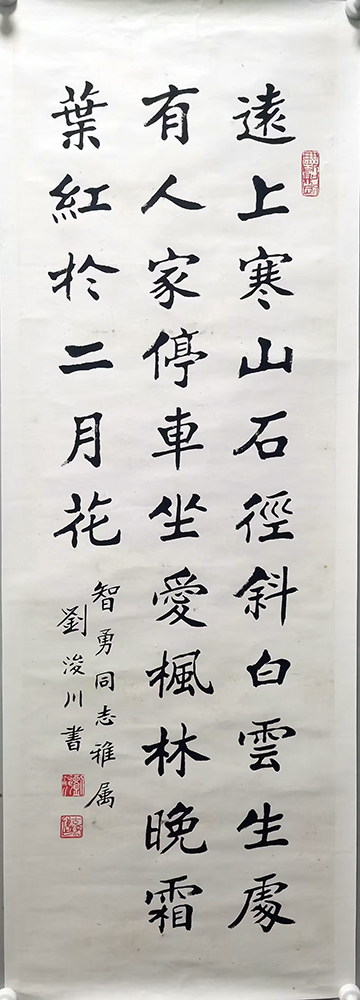 遠上寒山石徑斜白雲生處
有人家停車坐愛楓林晚霜
葉紅於二月花
智勇同志雅属
劉浚川書